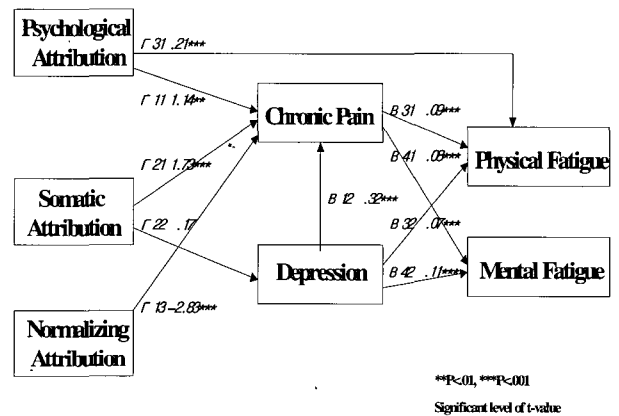 Psychological
Attribution
Γ 31 .21***
Γ 11 1.14**
Chronic Pain
B 31 .09***
Physical Fatigue
Γ 21 1.73***
B 41 .08***
Somatic
Attribution
B 12 .32***
B 32 .07***
Γ 22 .17
Depression
B 42 .11***
Mental Fatigue
Normalizing
Attribution
Γ 13-2.83***
**P<.01, ***P<.001
Significant level of t-value